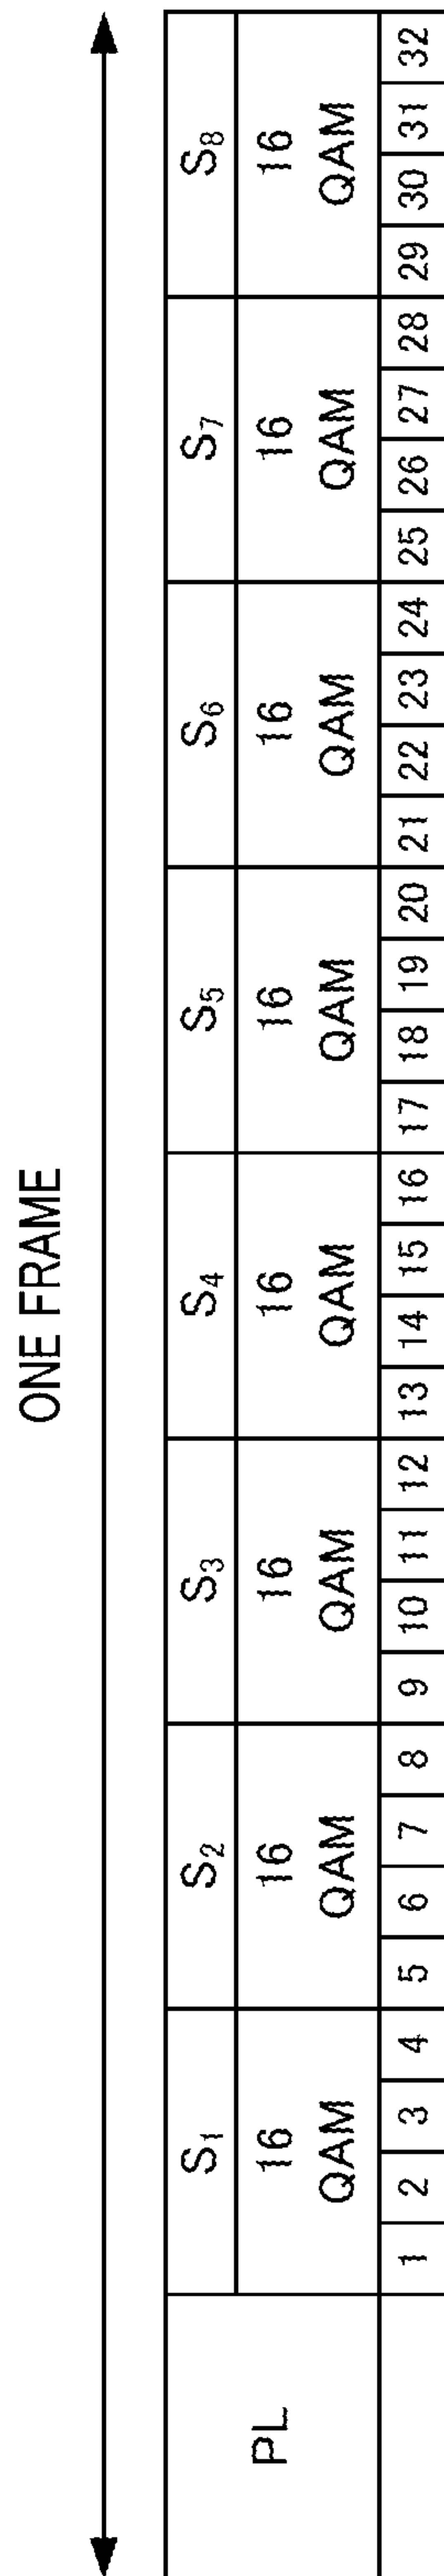 ONE FRAME
PL
S₁ S₂ S₃ S₄ S₅ S₆ S₇ S₈
16 16 16 16 16 16 16 16
QAM QAM QAM QAM QAM QAM QAM QAM
1 2 3 4 5 6 7 8 9 10 11 12 13 14 15 16 17 18 19 20 21 22 23 24 25 26 27 28 29 30 31 32